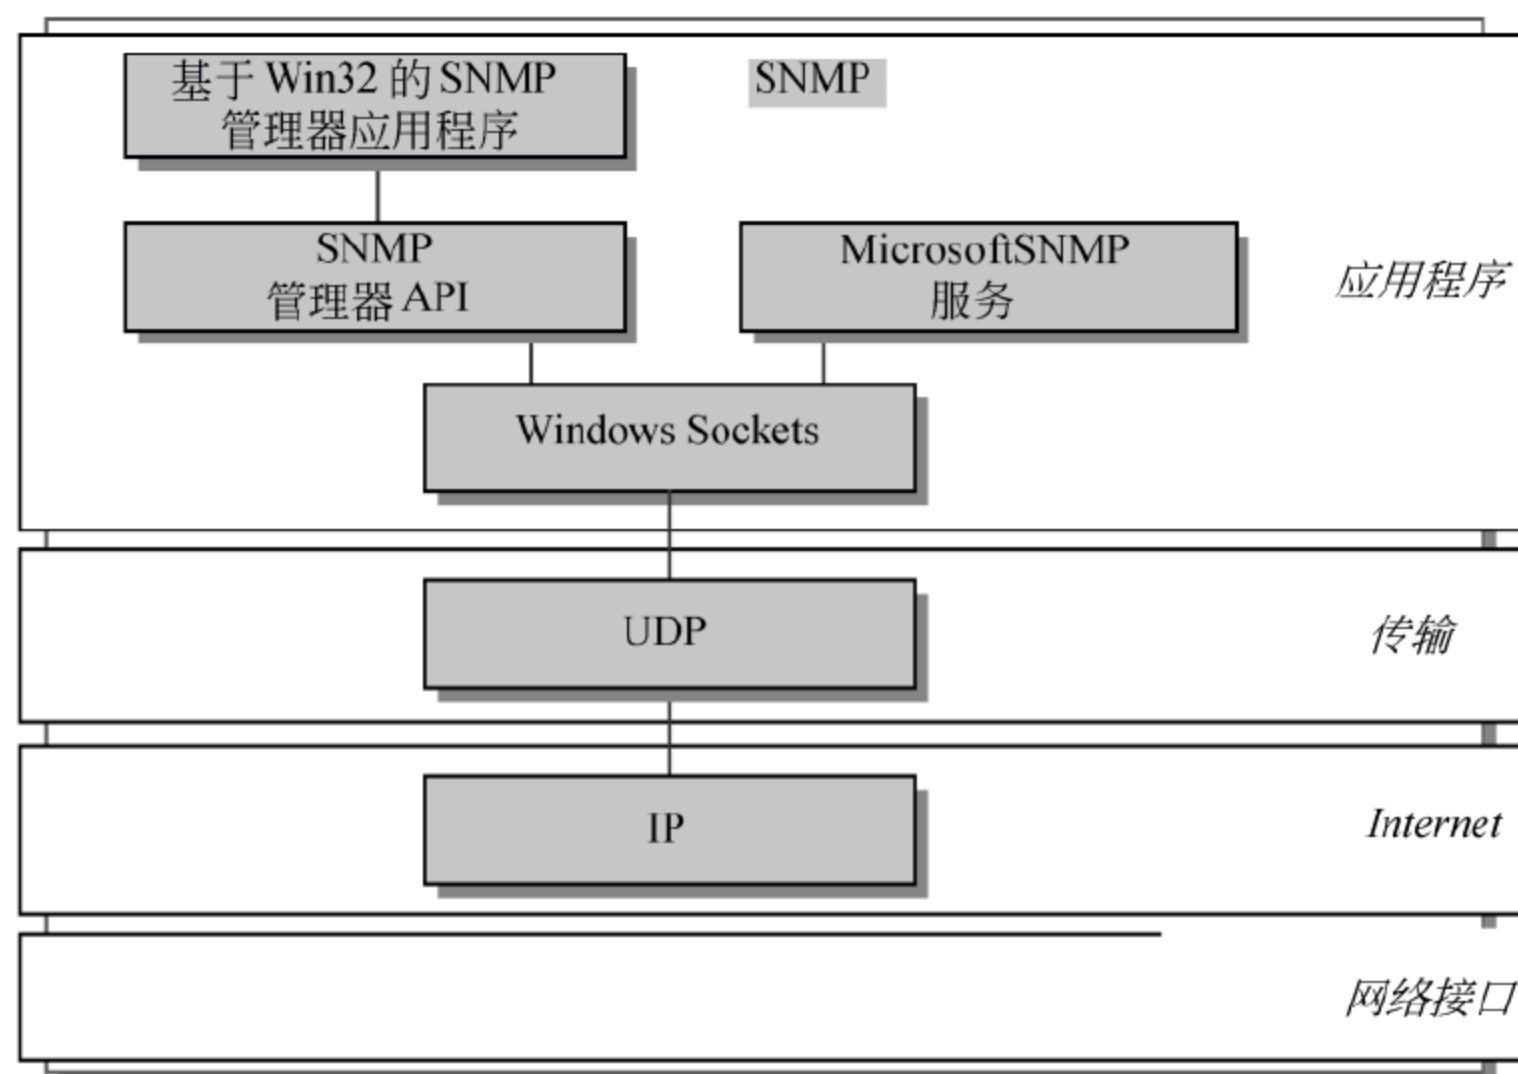 基于 Win32 的 SNMP
管理器应用程序
SNMP
SNMP
管理器 API
MicrosoftSNMP
服务
应用程序
Windows Sockets
UDP
传输
IP
Internet
网络接口